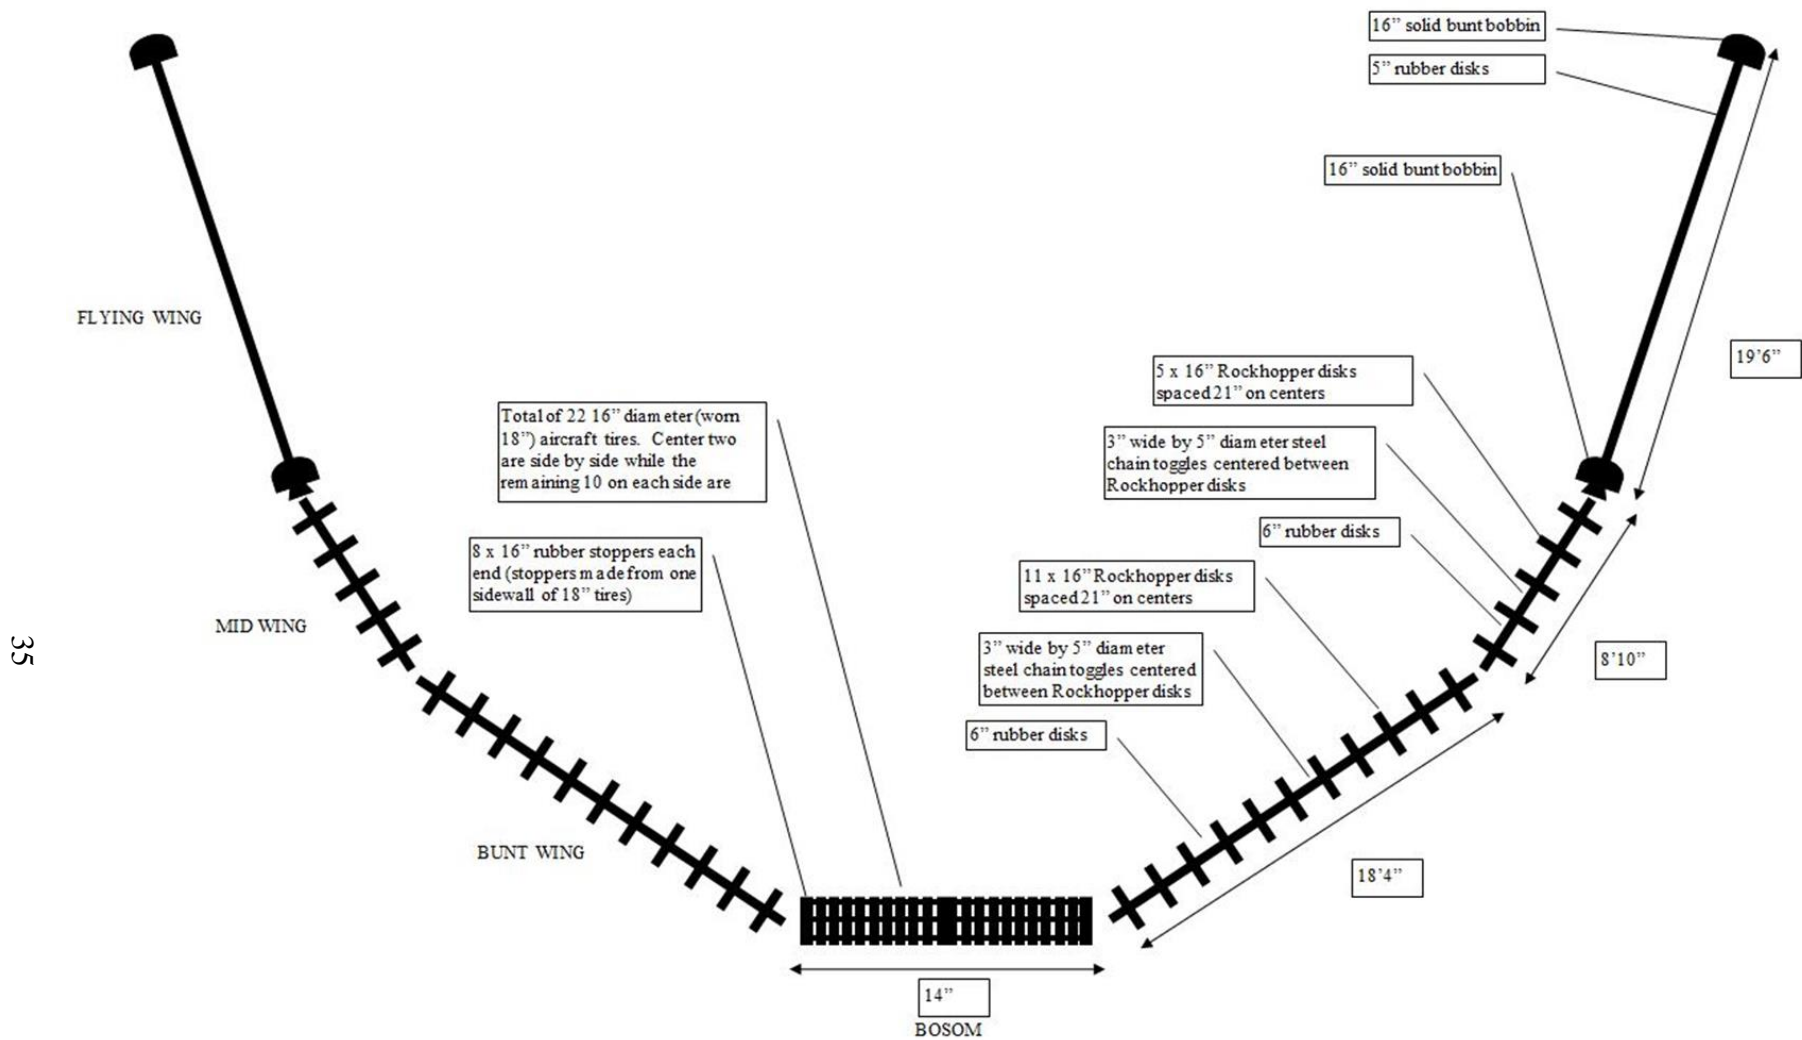 16” solid bunt bobbin
5” rubber disks
16” solid bunt bobbin
FLYING WING
19’6”
5 x 16” Rockhopper disks
spaced 21” on centers
Total of 22 16” diameter (worn
18”) aircraft tires. Center two
are side by side while the
remaining 10 on each side are
3” wide by 5” diameter steel
chain toggles centered between
Rockhopper disks
6” rubber disks
8 x 16” rubber stoppers each
end (stoppers made from one
sidewall of 18” tires)
11 x 16” Rockhopper disks
spaced 21” on centers
MID WING
35
3” wide by 5” diameter
steel chain toggles centered
between Rockhopper disks
8’10”
6” rubber disks
BUNT WING
18’4”
14”
BOSOM